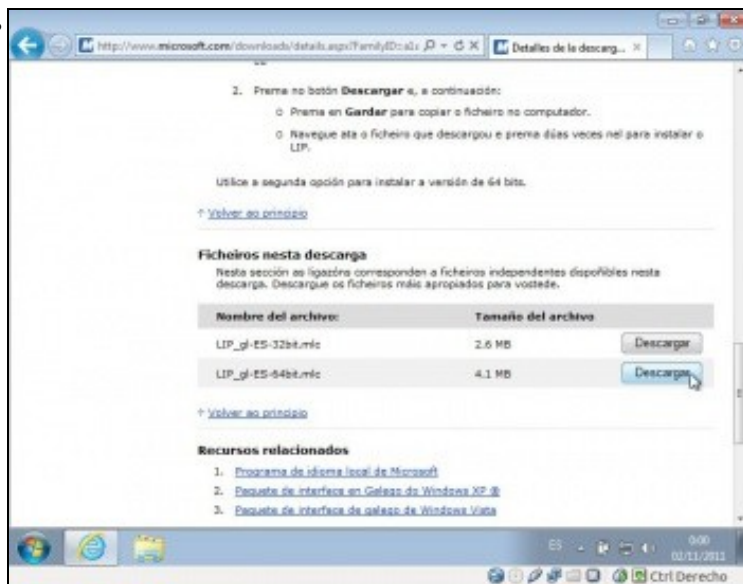 http://www.microsoft.com/downloads/details.aspx?FamilyID=a1
Detalles de la descarg...
2. Prema no botón Descargar e, a continuación:
Prema en Gardar para copiar o ficheiro no computador.
Navegue ata o ficheiro que descargou e prema dúas veces nel para instalar o
LIP.
Utilice a segunda opción para instalar a versión de 64 bits.
↑ Volver ao principio
Ficheiros nesta descarga
Nesta sección as ligazóns corresponden a ficheiros independentes dispoñibles nesta
descarga. Descargue os ficheiros máis apropiados para vostede.
Nombre del archivo: Tamaño del archivo
LIP_gl-ES-32bit.mlc 2.6 MB Descargar
LIP_gl-ES-64bit.mlc 4.1 MB Descargar
↑ Volver ao principio
Recursos relacionados
1. Programa de idioma local de Microsoft
2. Paquete de interface en Galego do Windows XP
3. Paquete de interface de galego de Windows Vista
ES 0:00
02/11/2011
Ctrl Derecho